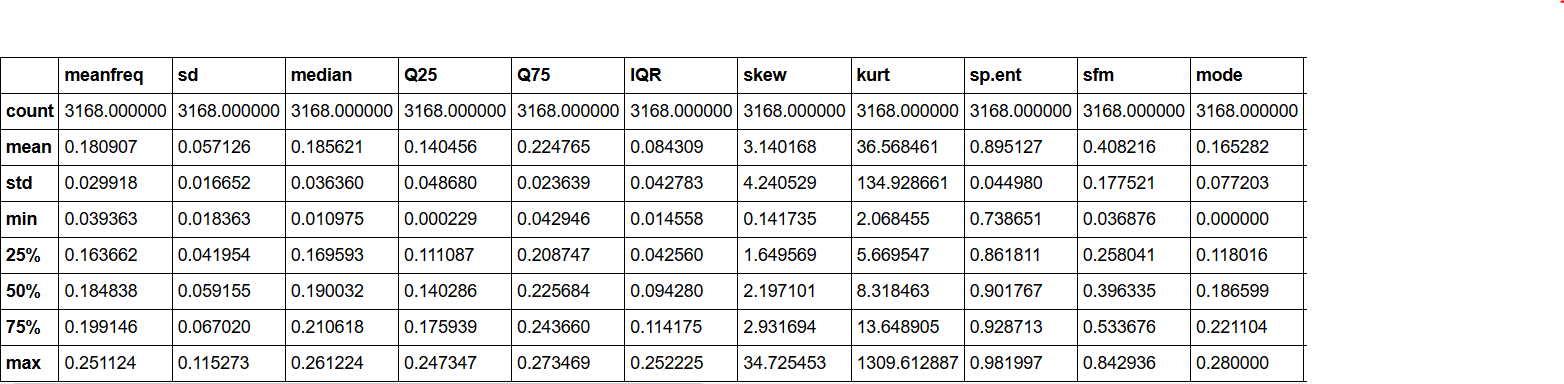 meanfreq sd median Q25 Q75 IQR skew kurt sp.ent sfm mode
count 3168.000000 3168.000000 3168.000000 3168.000000 3168.000000 3168.000000 3168.000000 3168.000000 3168.000000 3168.000000 3168.000000
mean 0.180907 0.057126 0.185621 0.140456 0.224765 0.084309 3.140168 36.568461 0.895127 0.408216 0.165282
std 0.029918 0.016652 0.036360 0.048680 0.023639 0.042783 4.240529 134.928661 0.044980 0.177521 0.077203
min 0.039363 0.018363 0.010975 0.000229 0.042946 0.014558 0.141735 2.068455 0.738651 0.036876 0.000000
25% 0.163662 0.041954 0.169593 0.111087 0.208747 0.042560 1.649569 5.669547 0.861811 0.258041 0.118016
50% 0.184838 0.059155 0.190032 0.140286 0.225684 0.094280 2.197101 8.318463 0.901767 0.396335 0.186599
75% 0.199146 0.067020 0.210618 0.175939 0.243660 0.114175 2.931694 13.648905 0.928713 0.533676 0.221104
max 0.251124 0.115273 0.261224 0.247347 0.273469 0.252225 34.725453 1309.612887 0.981997 0.842936 0.280000